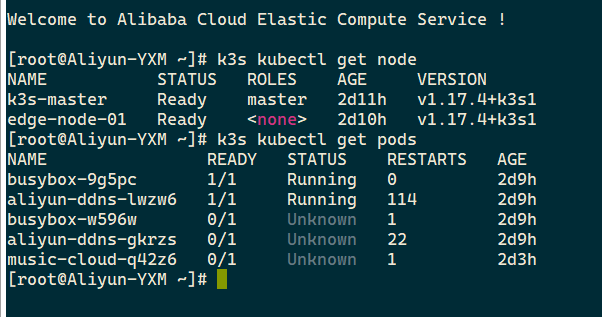 Welcome to Alibaba Cloud Elastic Compute Service !
[root@Aliyun-YXM ~]# k3s kubectl get node
NAME STATUS ROLES AGE VERSION
k3s-master Ready master 2d11h v1.17.4+k3s1
edge-node-01 Ready <none> 2d10h v1.17.4+k3s1
[root@Aliyun-YXM ~]# k3s kubectl get pods
NAME READY STATUS RESTARTS AGE
busybox-9g5pc 1/1 Running 0 2d9h
aliyun-ddns-lwzw6 1/1 Running 114 2d9h
busybox-w596w 0/1 Unknown 1 2d9h
aliyun-ddns-gkrzs 0/1 Unknown 22 2d9h
music-cloud-q42z6 0/1 Unknown 1 2d3h
[root@Aliyun-YXM ~]#